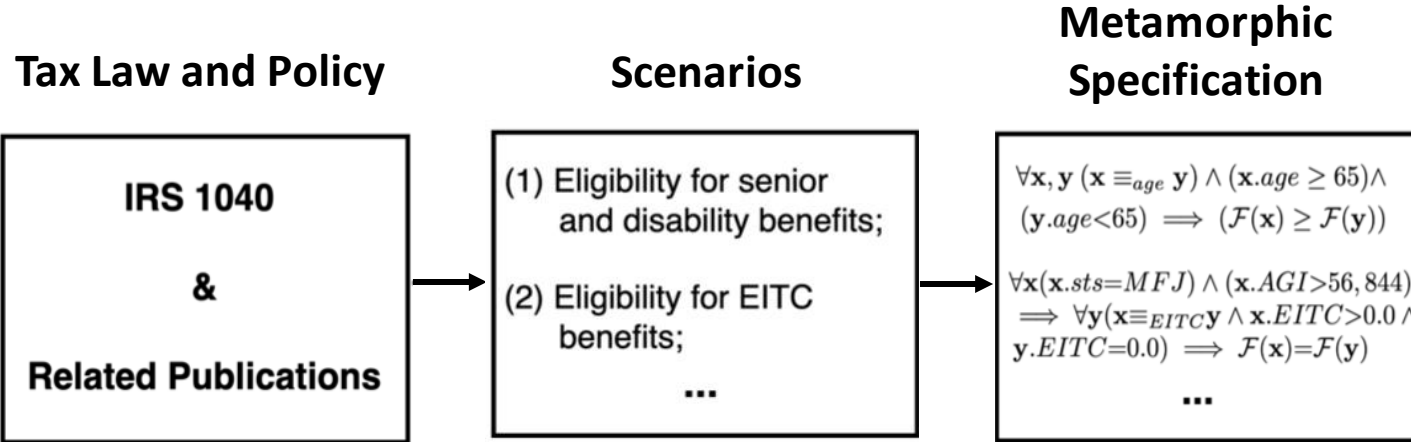 Tax Law and Policy
Scenarios
Metamorphic
Specification
IRS 1040
&
Related Publications
(1) Eligibility for senior
and disability benefits;
(2) Eligibility for EITC
benefits;
...
∀x, y (x ≡age y) ∧ (x.age ≥ 65)∧
(y.age<65) ⟹ (F(x) ≥ F(y))
∀x(x.sts=MFJ) ∧ (x.AGI>56, 844)
⟹ ∀y(x≡EITCy ∧ x.EITC>0.0 ∧
y.EITC=0.0) ⟹ F(x)=F(y)
...